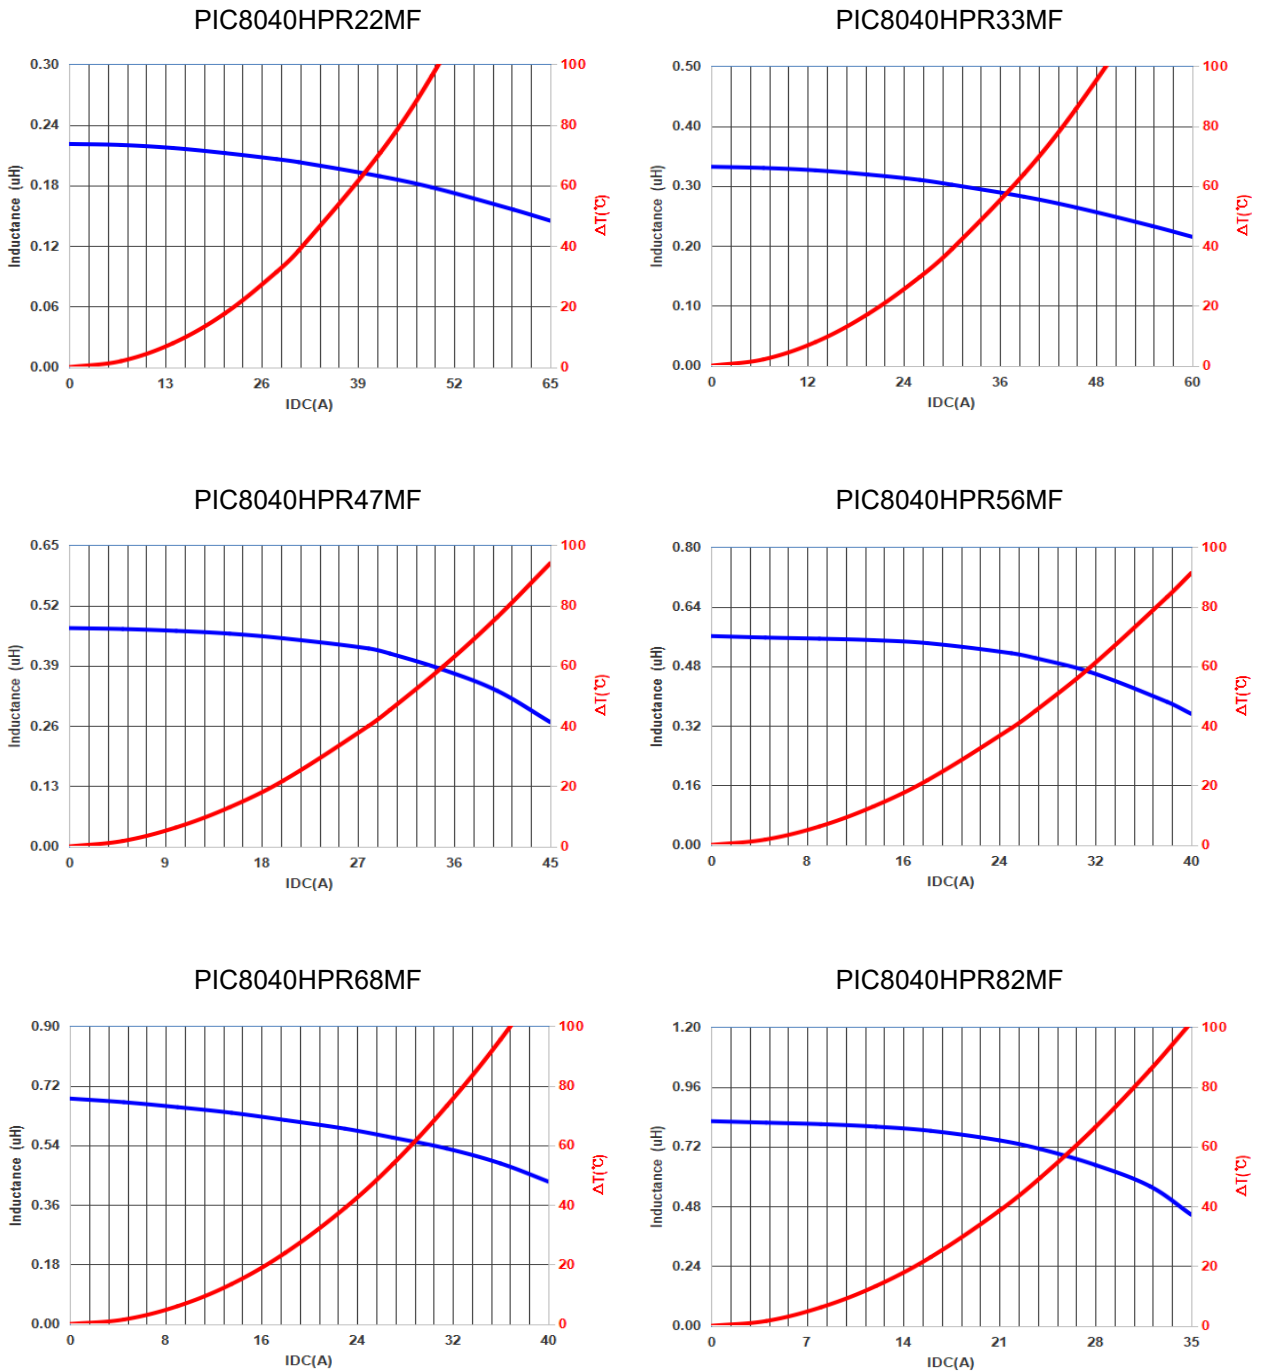 PIC8040HPR22MF
0.30
0.24
0.18
0.12
0.06
0.00
Inductance (uH)
100
80
60
40
20
0
ΔT(℃)
0 13 26 39 52 65
IDC(A)
PIC8040HPR33MF
0.50
0.40
0.30
0.20
0.10
0.00
Inductance (uH)
100
80
60
40
20
0
ΔT(℃)
0 12 24 36 48 60
IDC(A)
PIC8040HPR47MF
0.65
0.52
0.39
0.26
0.13
0.00
Inductance (uH)
100
80
60
40
20
0
ΔT(℃)
0 9 18 27 36 45
IDC(A)
PIC8040HPR56MF
0.80
0.64
0.48
0.32
0.16
0.00
Inductance (uH)
100
80
60
40
20
0
ΔT(℃)
0 8 16 24 32 40
IDC(A)
PIC8040HPR68MF
0.90
0.72
0.54
0.36
0.18
0.00
Inductance (uH)
100
80
60
40
20
0
ΔT(℃)
0 8 16 24 32 40
IDC(A)
PIC8040HPR82MF
1.20
0.96
0.72
0.48
0.24
0.00
Inductance (uH)
100
80
60
40
20
0
ΔT(℃)
0 7 14 21 28 35
IDC(A)